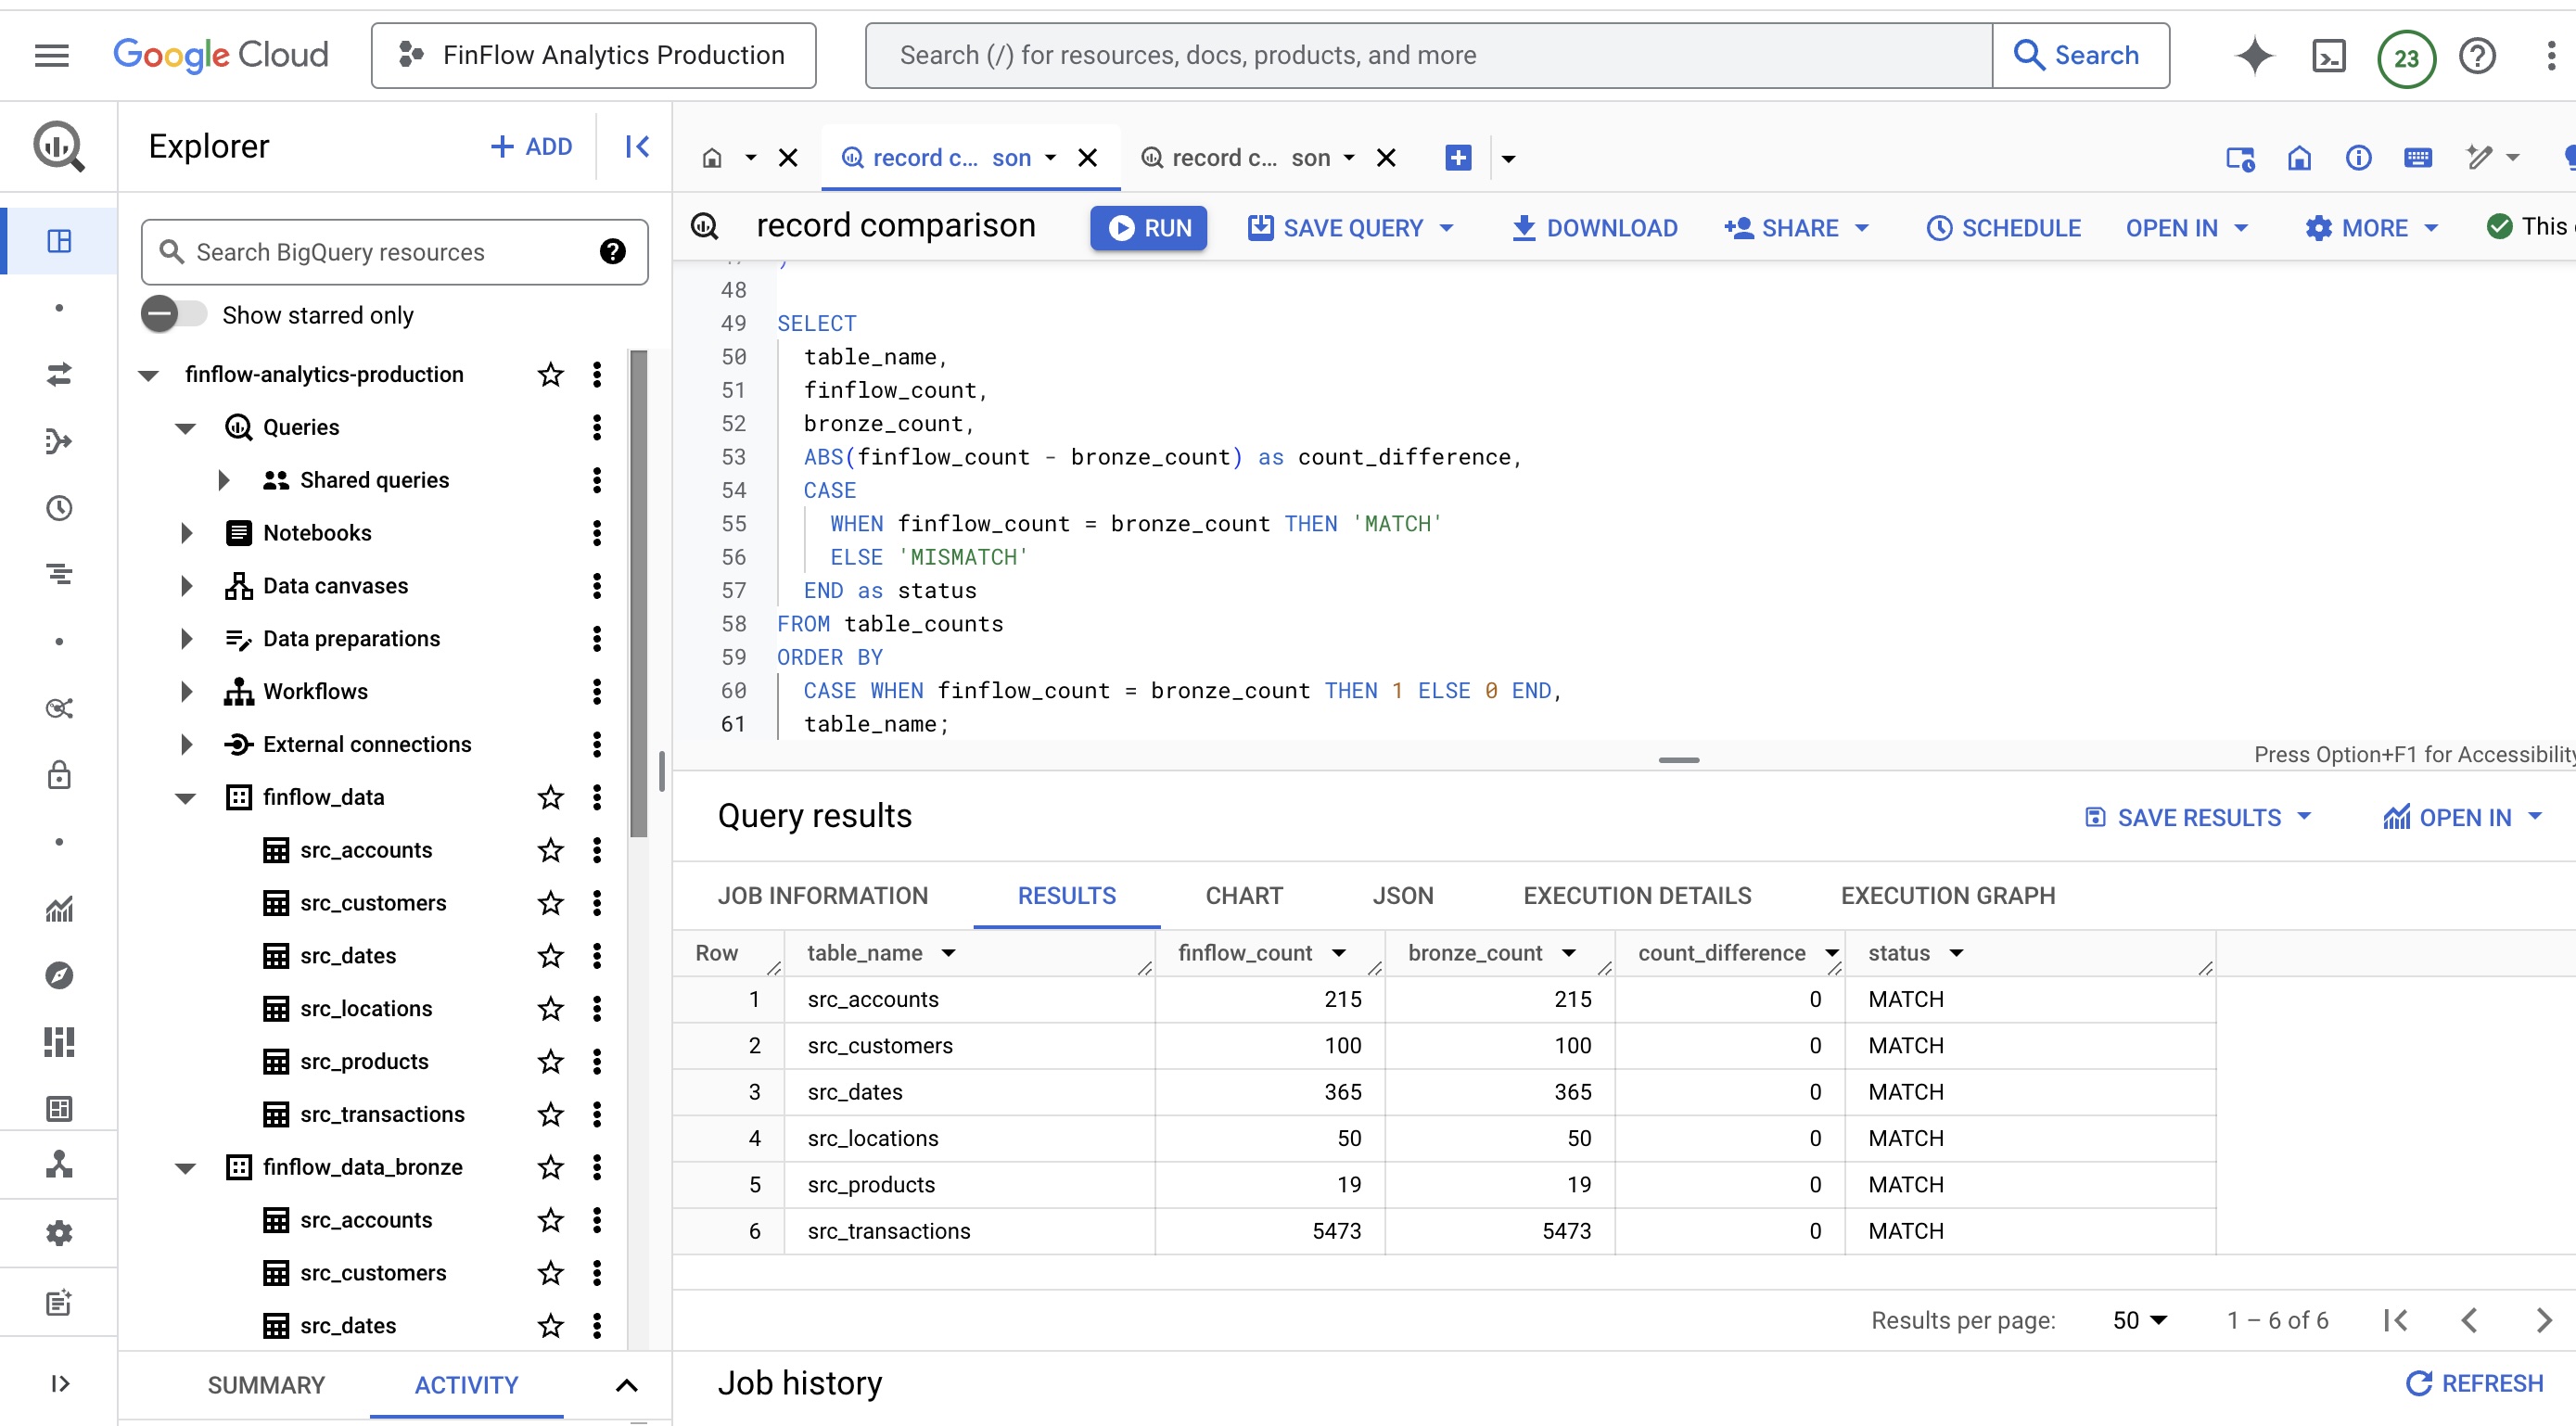 Google Cloud
FinFlow Analytics Production
Search (/) for resources, docs, products, and more
Search
23
Explorer
+ ADD
record c... son
record c... son
Search BigQuery resources
Show starred only
finflow-analytics-production
Queries
Shared queries
Notebooks
Data canvases
Data preparations
Workflows
External connections
finflow_data
src_accounts
src_customers
src_dates
src_locations
src_products
src_transactions
finflow_data_bronze
src_accounts
src_customers
src_dates
SUMMARY
ACTIVITY
record comparison
RUN
SAVE QUERY
DOWNLOAD
SHARE
SCHEDULE
OPEN IN
MORE
This
48
49 SELECT
50 table_name,
51 finflow_count,
52 bronze_count,
53 ABS(finflow_count - bronze_count) as count_difference,
54 CASE
55 WHEN finflow_count = bronze_count THEN 'MATCH'
56 ELSE 'MISMATCH'
57 END as status
58 FROM table_counts
59 ORDER BY
60 CASE WHEN finflow_count = bronze_count THEN 1 ELSE 0 END,
61 table_name;
Press Option+F1 for Accessibility
Query results
SAVE RESULTS
OPEN IN
JOB INFORMATION RESULTS CHART JSON EXECUTION DETAILS EXECUTION GRAPH
Row table_name finflow_count bronze_count count_difference status
1 src_accounts 215 215 0 MATCH
2 src_customers 100 100 0 MATCH
3 src_dates 365 365 0 MATCH
4 src_locations 50 50 0 MATCH
5 src_products 19 19 0 MATCH
6 src_transactions 5473 5473 0 MATCH
Results per page: 50 1 – 6 of 6
Job history
REFRESH